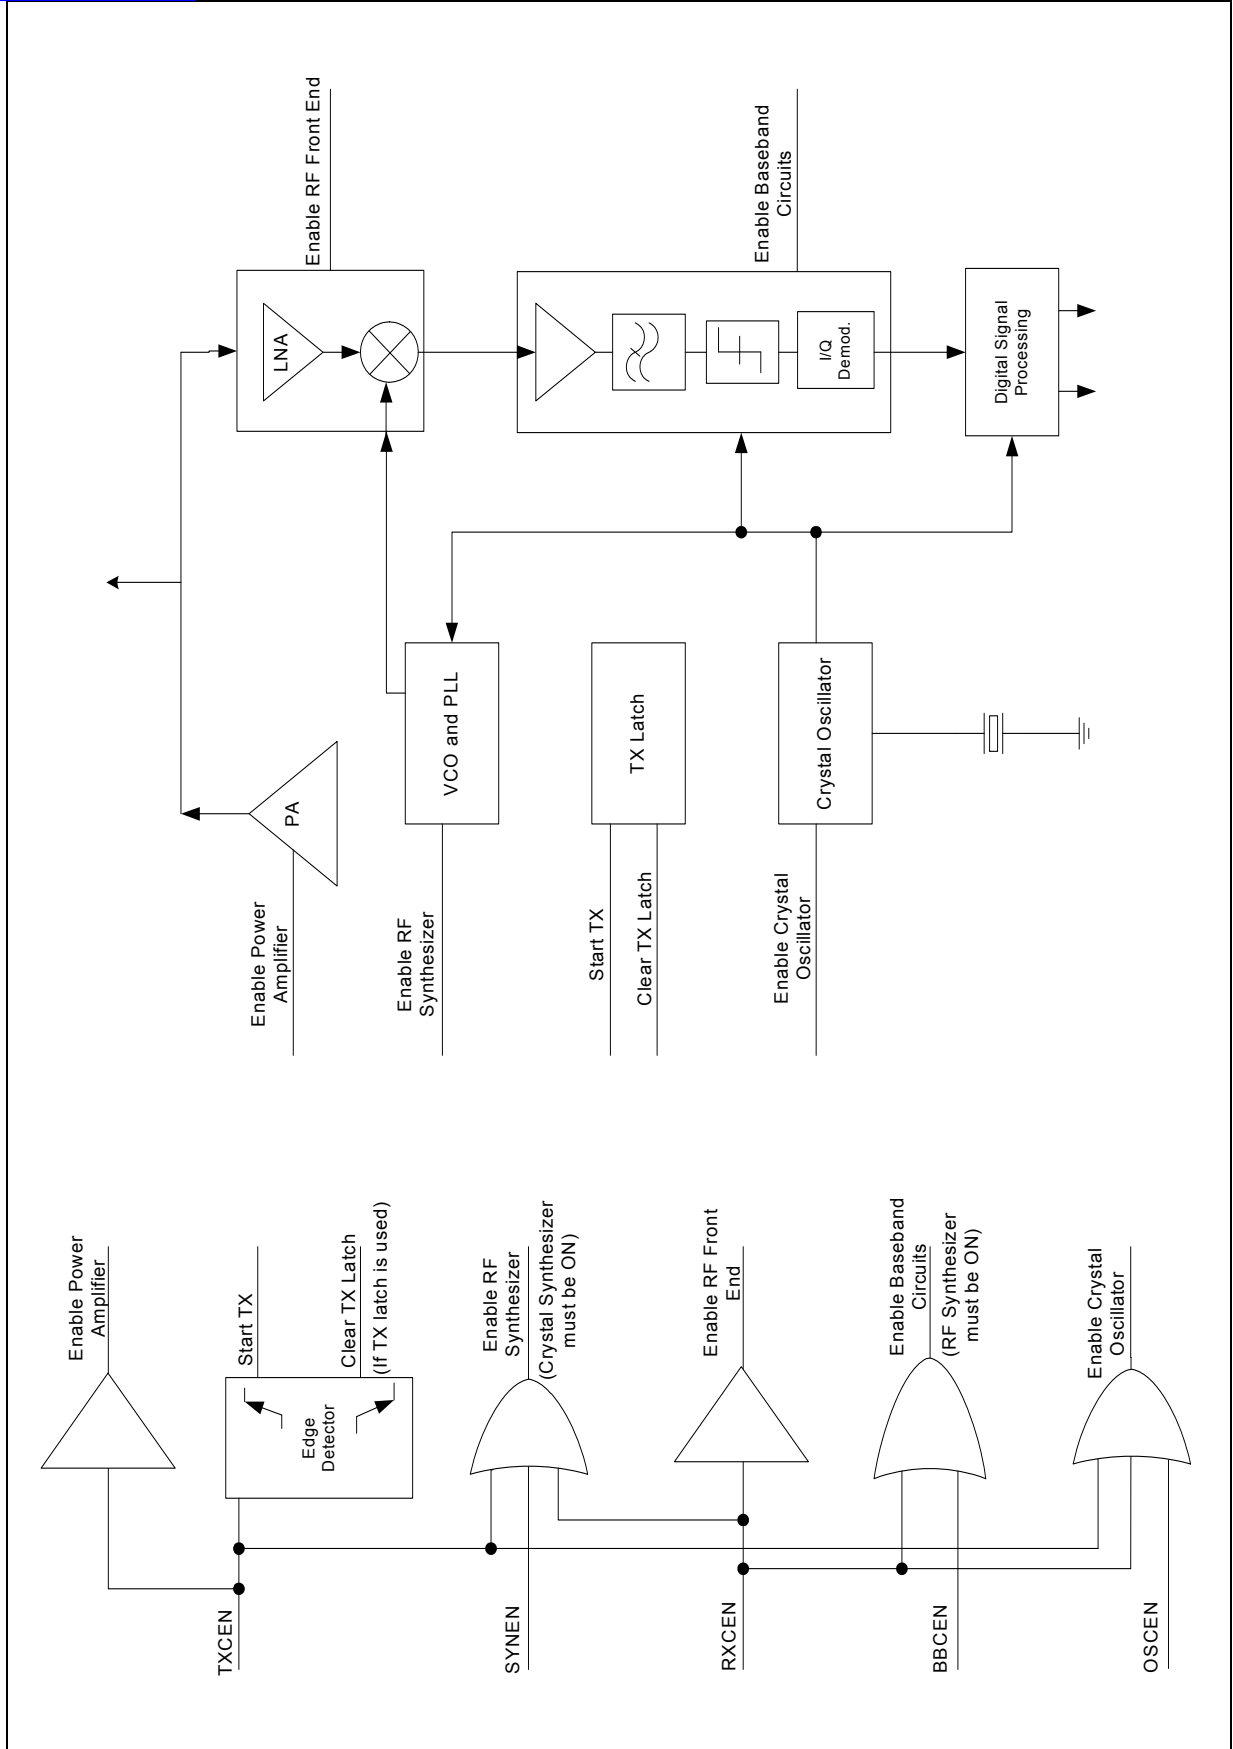 Enable RF Front End
Enable Baseband
Circuits
LNA
I/Q
Demod.
Digital Signal
Processing
PA
VCO and PLL
TX Latch
Crystal Oscillator
Enable Power
Amplifier
Enable RF
Synthesizer
Start TX
Clear TX Latch
Enable Crystal
Oscillator
Enable Power
Amplifier
Start TX
Clear TX Latch
(If TX latch is used)
Enable RF
Synthesizer
(Crystal Synthesizer
must be ON)
Enable RF Front
End
Enable Baseband
Circuits
(RF Synthesizer
must be ON)
Enable Crystal
Oscillator
Edge
Detector
TXCEN
SYNEN
RXCEN
BBCEN
OSCEN